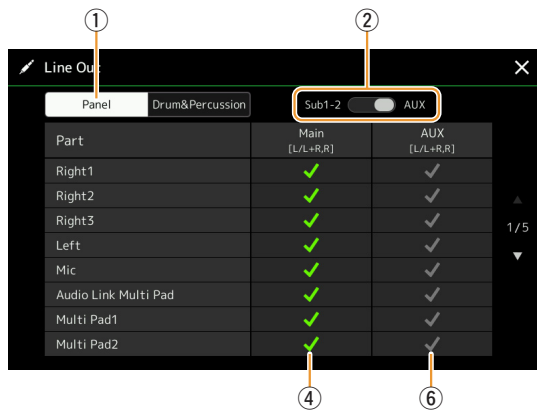 ① ②
Line Out
Panel Drum&Percussion Sub1-2 AUX
Part Main AUX
[L/L+R,R] [L/L+R,R]
Right1
Right2
Right3
1/5
Left
Mic
Audio Link Multi Pad
Multi Pad1
Multi Pad2
④ ⑥